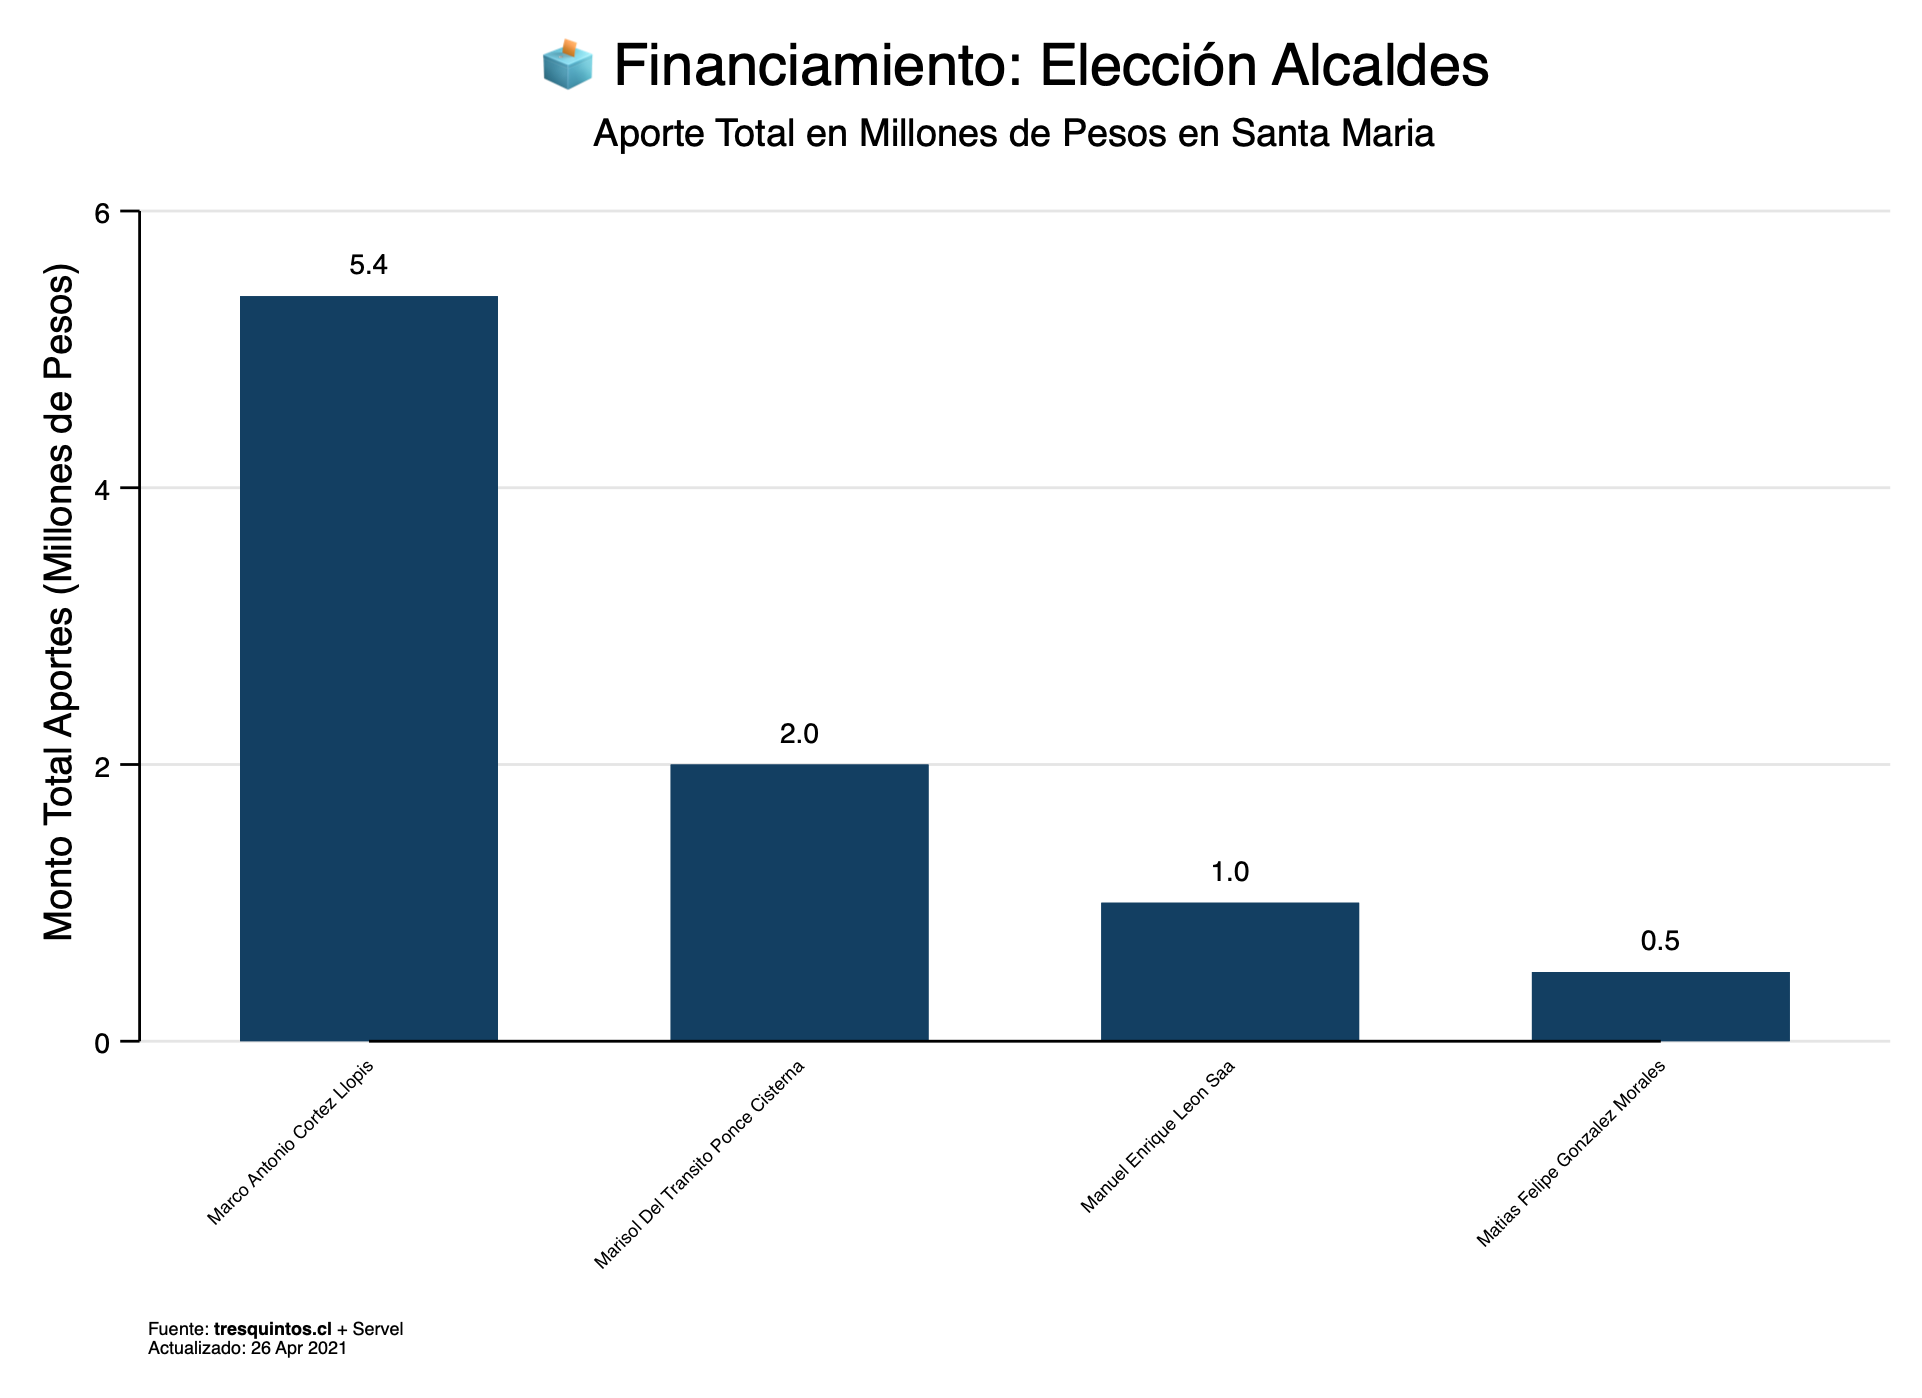 Financiamiento: Elección Alcaldes
Aporte Total en Millones de Pesos en Santa Maria
Monto Total Aportes (Millones de Pesos)
6
4
2
0
5.4
2.0
1.0
0.5
Marco Antonio Cortez Llopis
Marisol Del Transito Ponce Cisterna
Manuel Enrique Leon Saa
Matias Felipe Gonzalez Morales
Fuente: tresquintos.cl + Servel
Actualizado: 26 Apr 2021